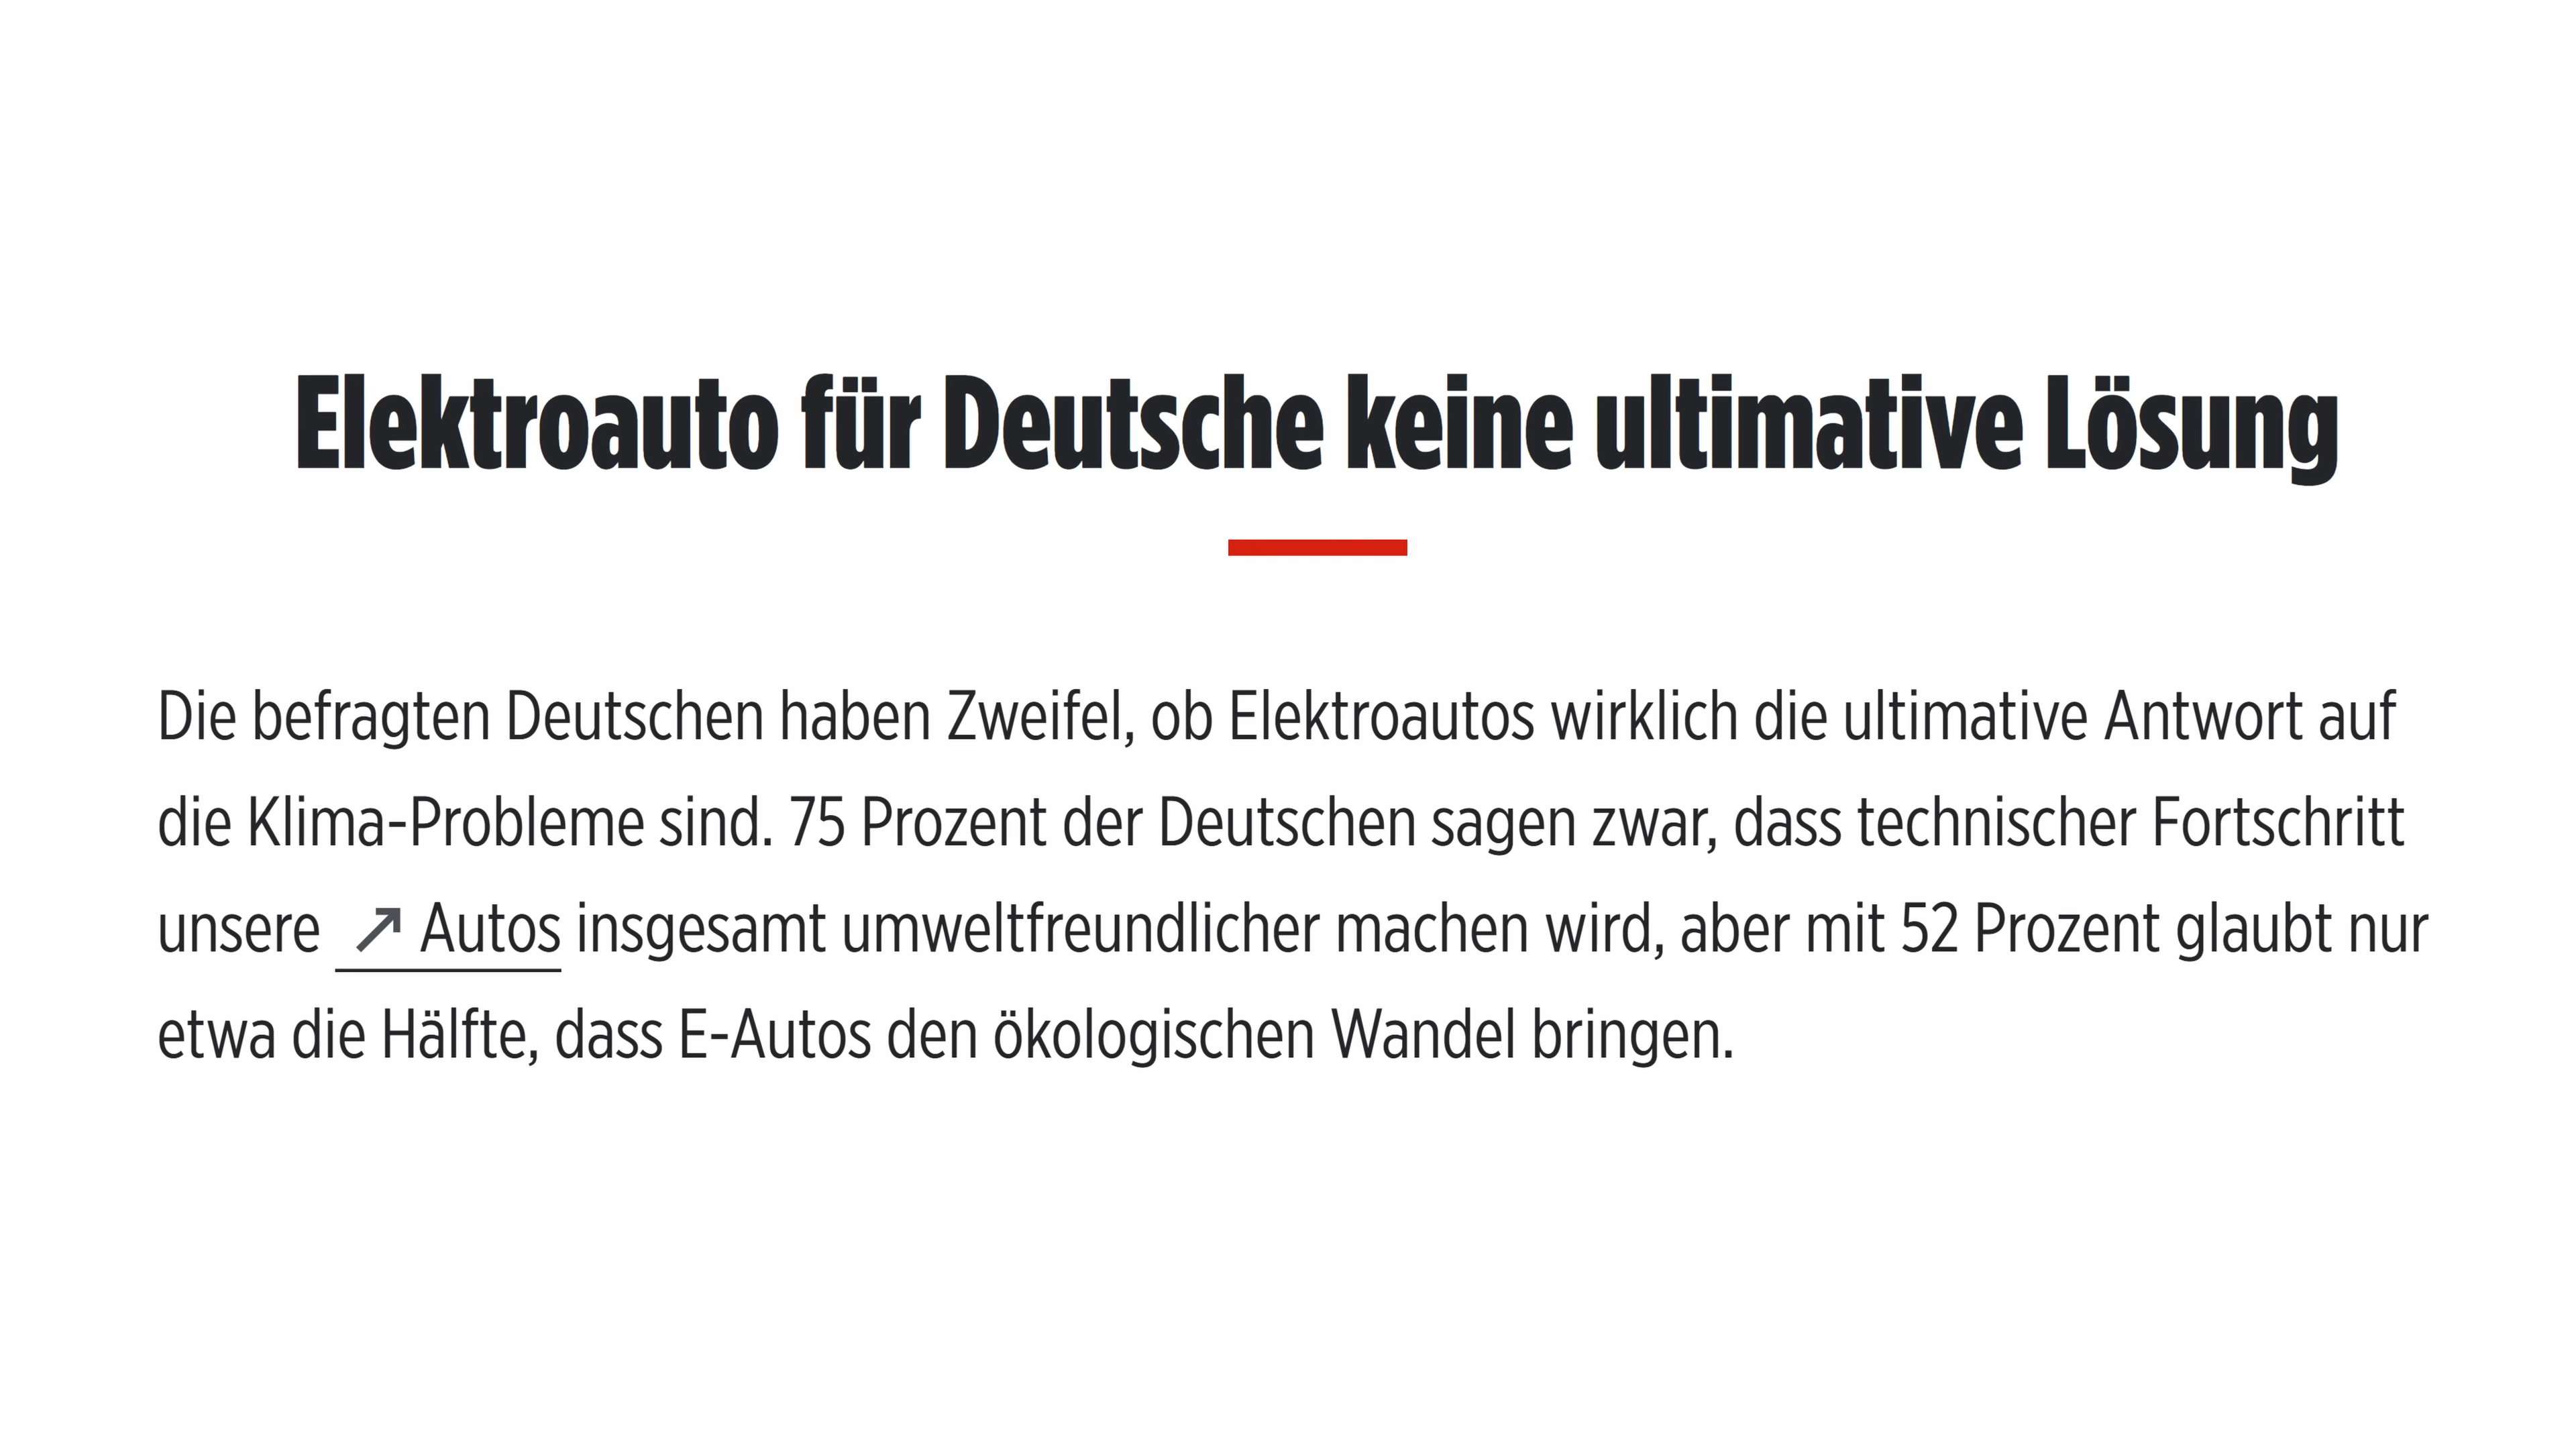 Elektroauto für Deutsche keine ultimative Lösung
Die befragten Deutschen haben Zweifel, ob Elektroautos wirklich die ultimative Antwort auf
die Klima-Probleme sind. 75 Prozent der Deutschen sagen zwar, dass technischer Fortschritt
unsere ↗ Autos insgesamt umweltfreundlicher machen wird, aber mit 52 Prozent glaubt nur
etwa die Hälfte, dass E-Autos den ökologischen Wandel bringen.